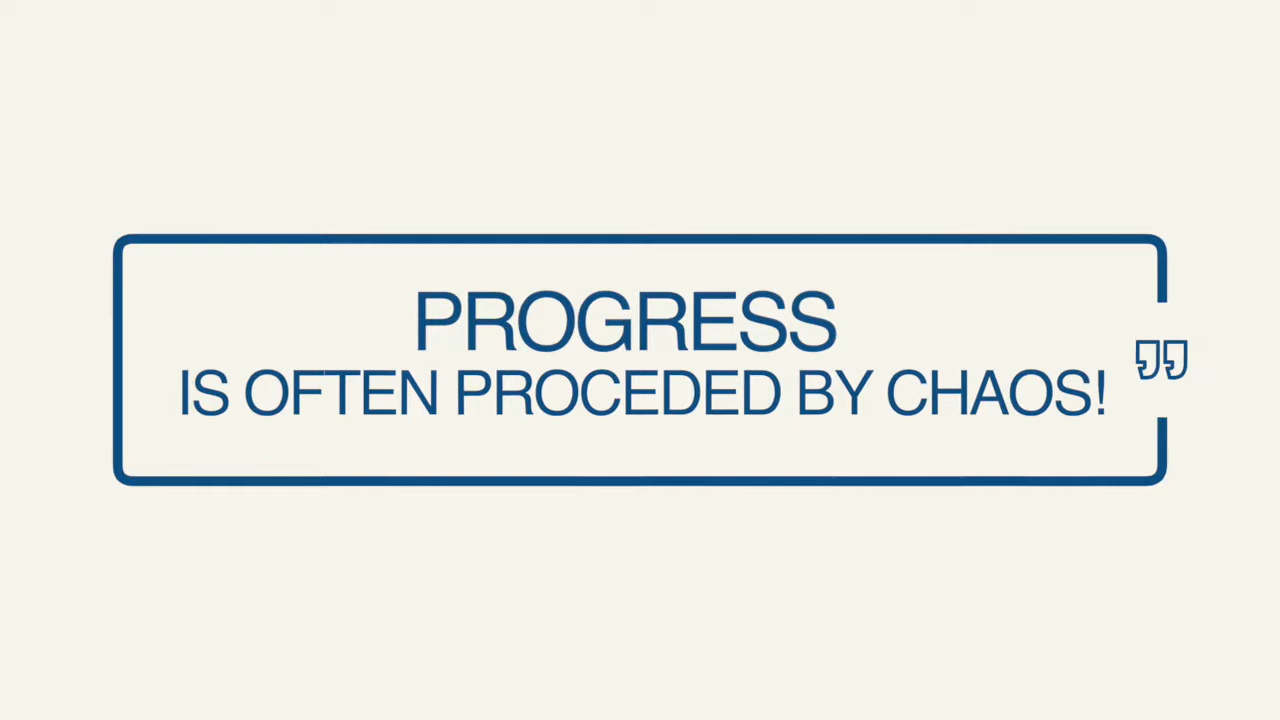 PROGRESS
IS OFTEN PROCEDED BY CHAOS!
”